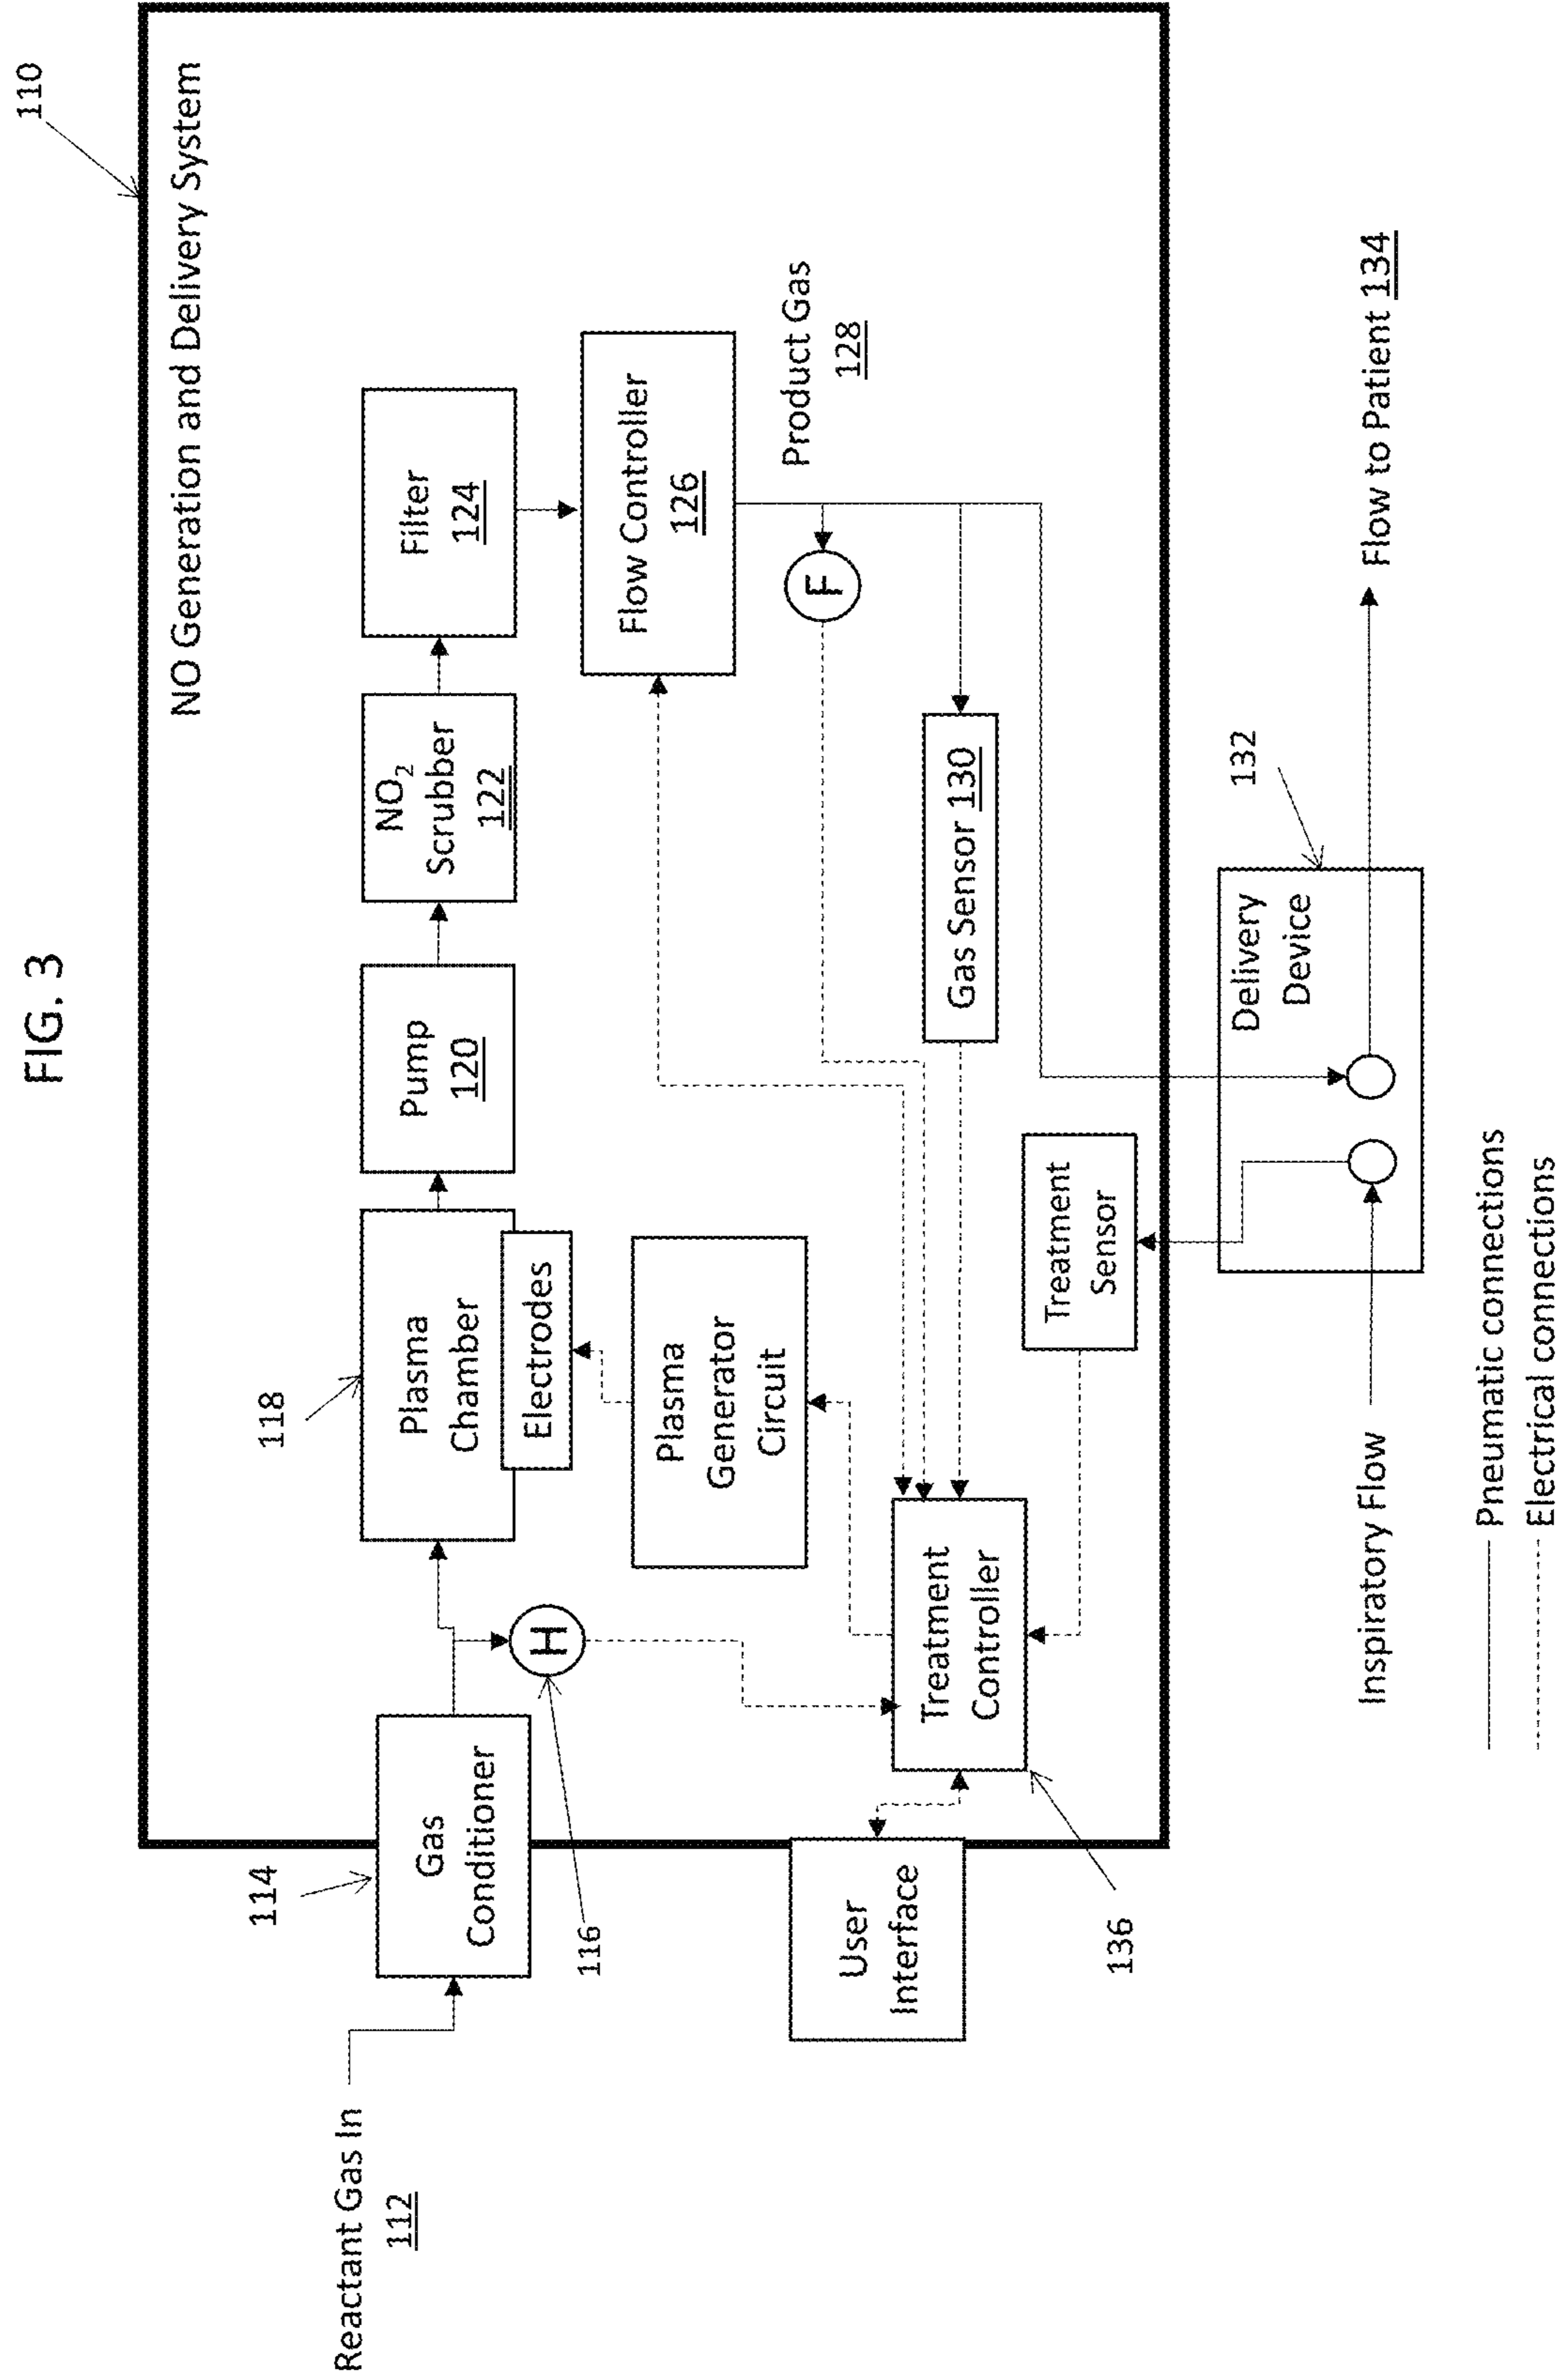 FIG. 3
110
NO Generation and Delivery System
Reactant Gas In
112
114
Gas
Conditioner
116
H
118
Plasma
Chamber
Electrodes
Pump
120
NO₂
Scrubber
122
Filter
124
Flow Controller
126
Product Gas
128
F
Plasma
Generator
Circuit
Gas Sensor 130
User
Interface
Treatment
Controller
136
Treatment
Sensor
132
Delivery
Device
Inspiratory Flow
Flow to Patient 134
Pneumatic connections
Electrical connections